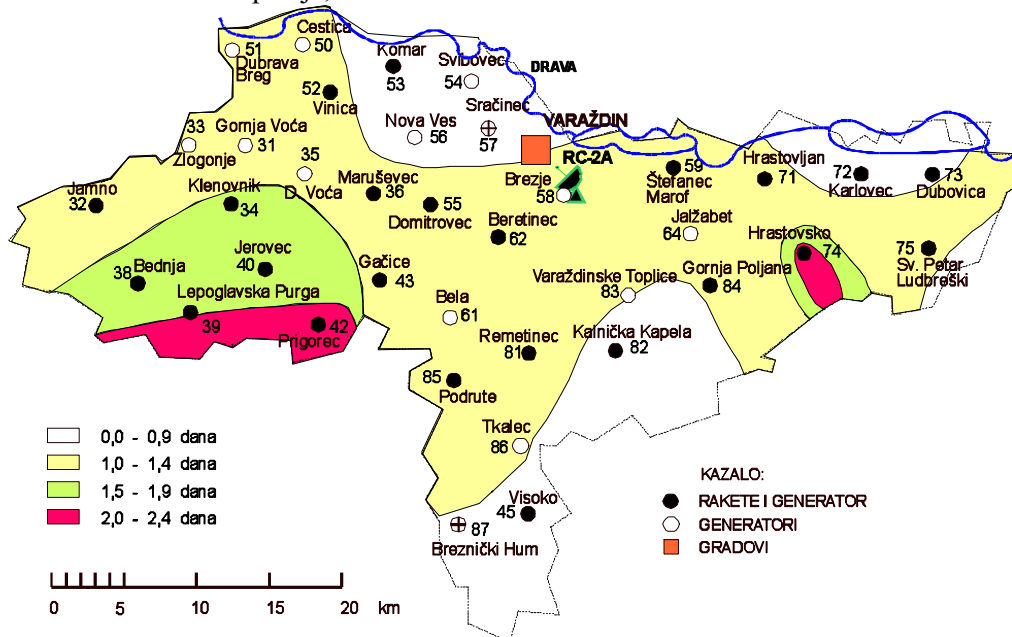 Cestica
50
51
Dubrava
Breg
Komar
53
Svibovec
54
DRAVA
52
Vinica
Nova Ves
56
Sračinec
57
VARAŽDIN
RC-2A
33
Zlogonje
Gornja Voća
31
35
D. Voća
Jamno
32
Klenovnik
34
Maruševec
36
55
Domitrovec
Brezje
58
59
Štefanec
Marof
Hrastovljan
71
72
Karlovec
73
Dubovica
Beretinec
62
Jalžabet
64
Hrastovsko
74
75
Sv. Petar
Ludbreški
38
Bednja
Jerovec
40
Gačice
43
Varaždinske Toplice
83
Gornja Poljana
84
Lepoglavska Purga
39
42
Prigorec
Bela
61
Remetinec
81
Kalnička Kapela
82
85
Podrute
Tkalec
86
Visoko
45
87
Breznički Hum
0,0 - 0,9 dana
1,0 - 1,4 dana
1,5 - 1,9 dana
2,0 - 2,4 dana
KAZALO:
RAKETE I GENERATOR
GENERATORI
GRADOVI
0 5 10 15 20 km